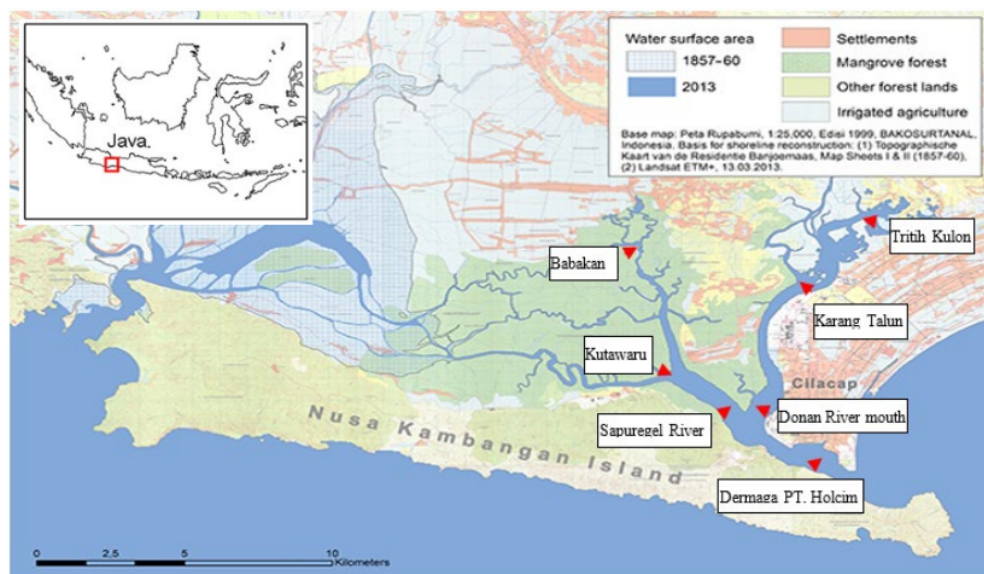 Java.
Water surface area
1857-60
2013
Settlements
Mangrove forest
Other forest lands
Irrigated agriculture
Base map: Peta Rupabumi, 1:25,000, Edisi 1999, BAKOSURTANAL,
Indonesia. Basis for shoreline reconstruction: (1) Topographische
Kaart van de Residentie Banjoemaas, Map Sheets I & II (1857-60),
(2) Landsat ETM+, 13.03.2013.
Tritih Kulon
Babakan
Karang Talun
Kutawaru
Cilacap
Sapuregel River
Donan River mouth
Nusa Kambangan Island
Dermaga PT. Holcim
0 2,5 5 10
Kilometers